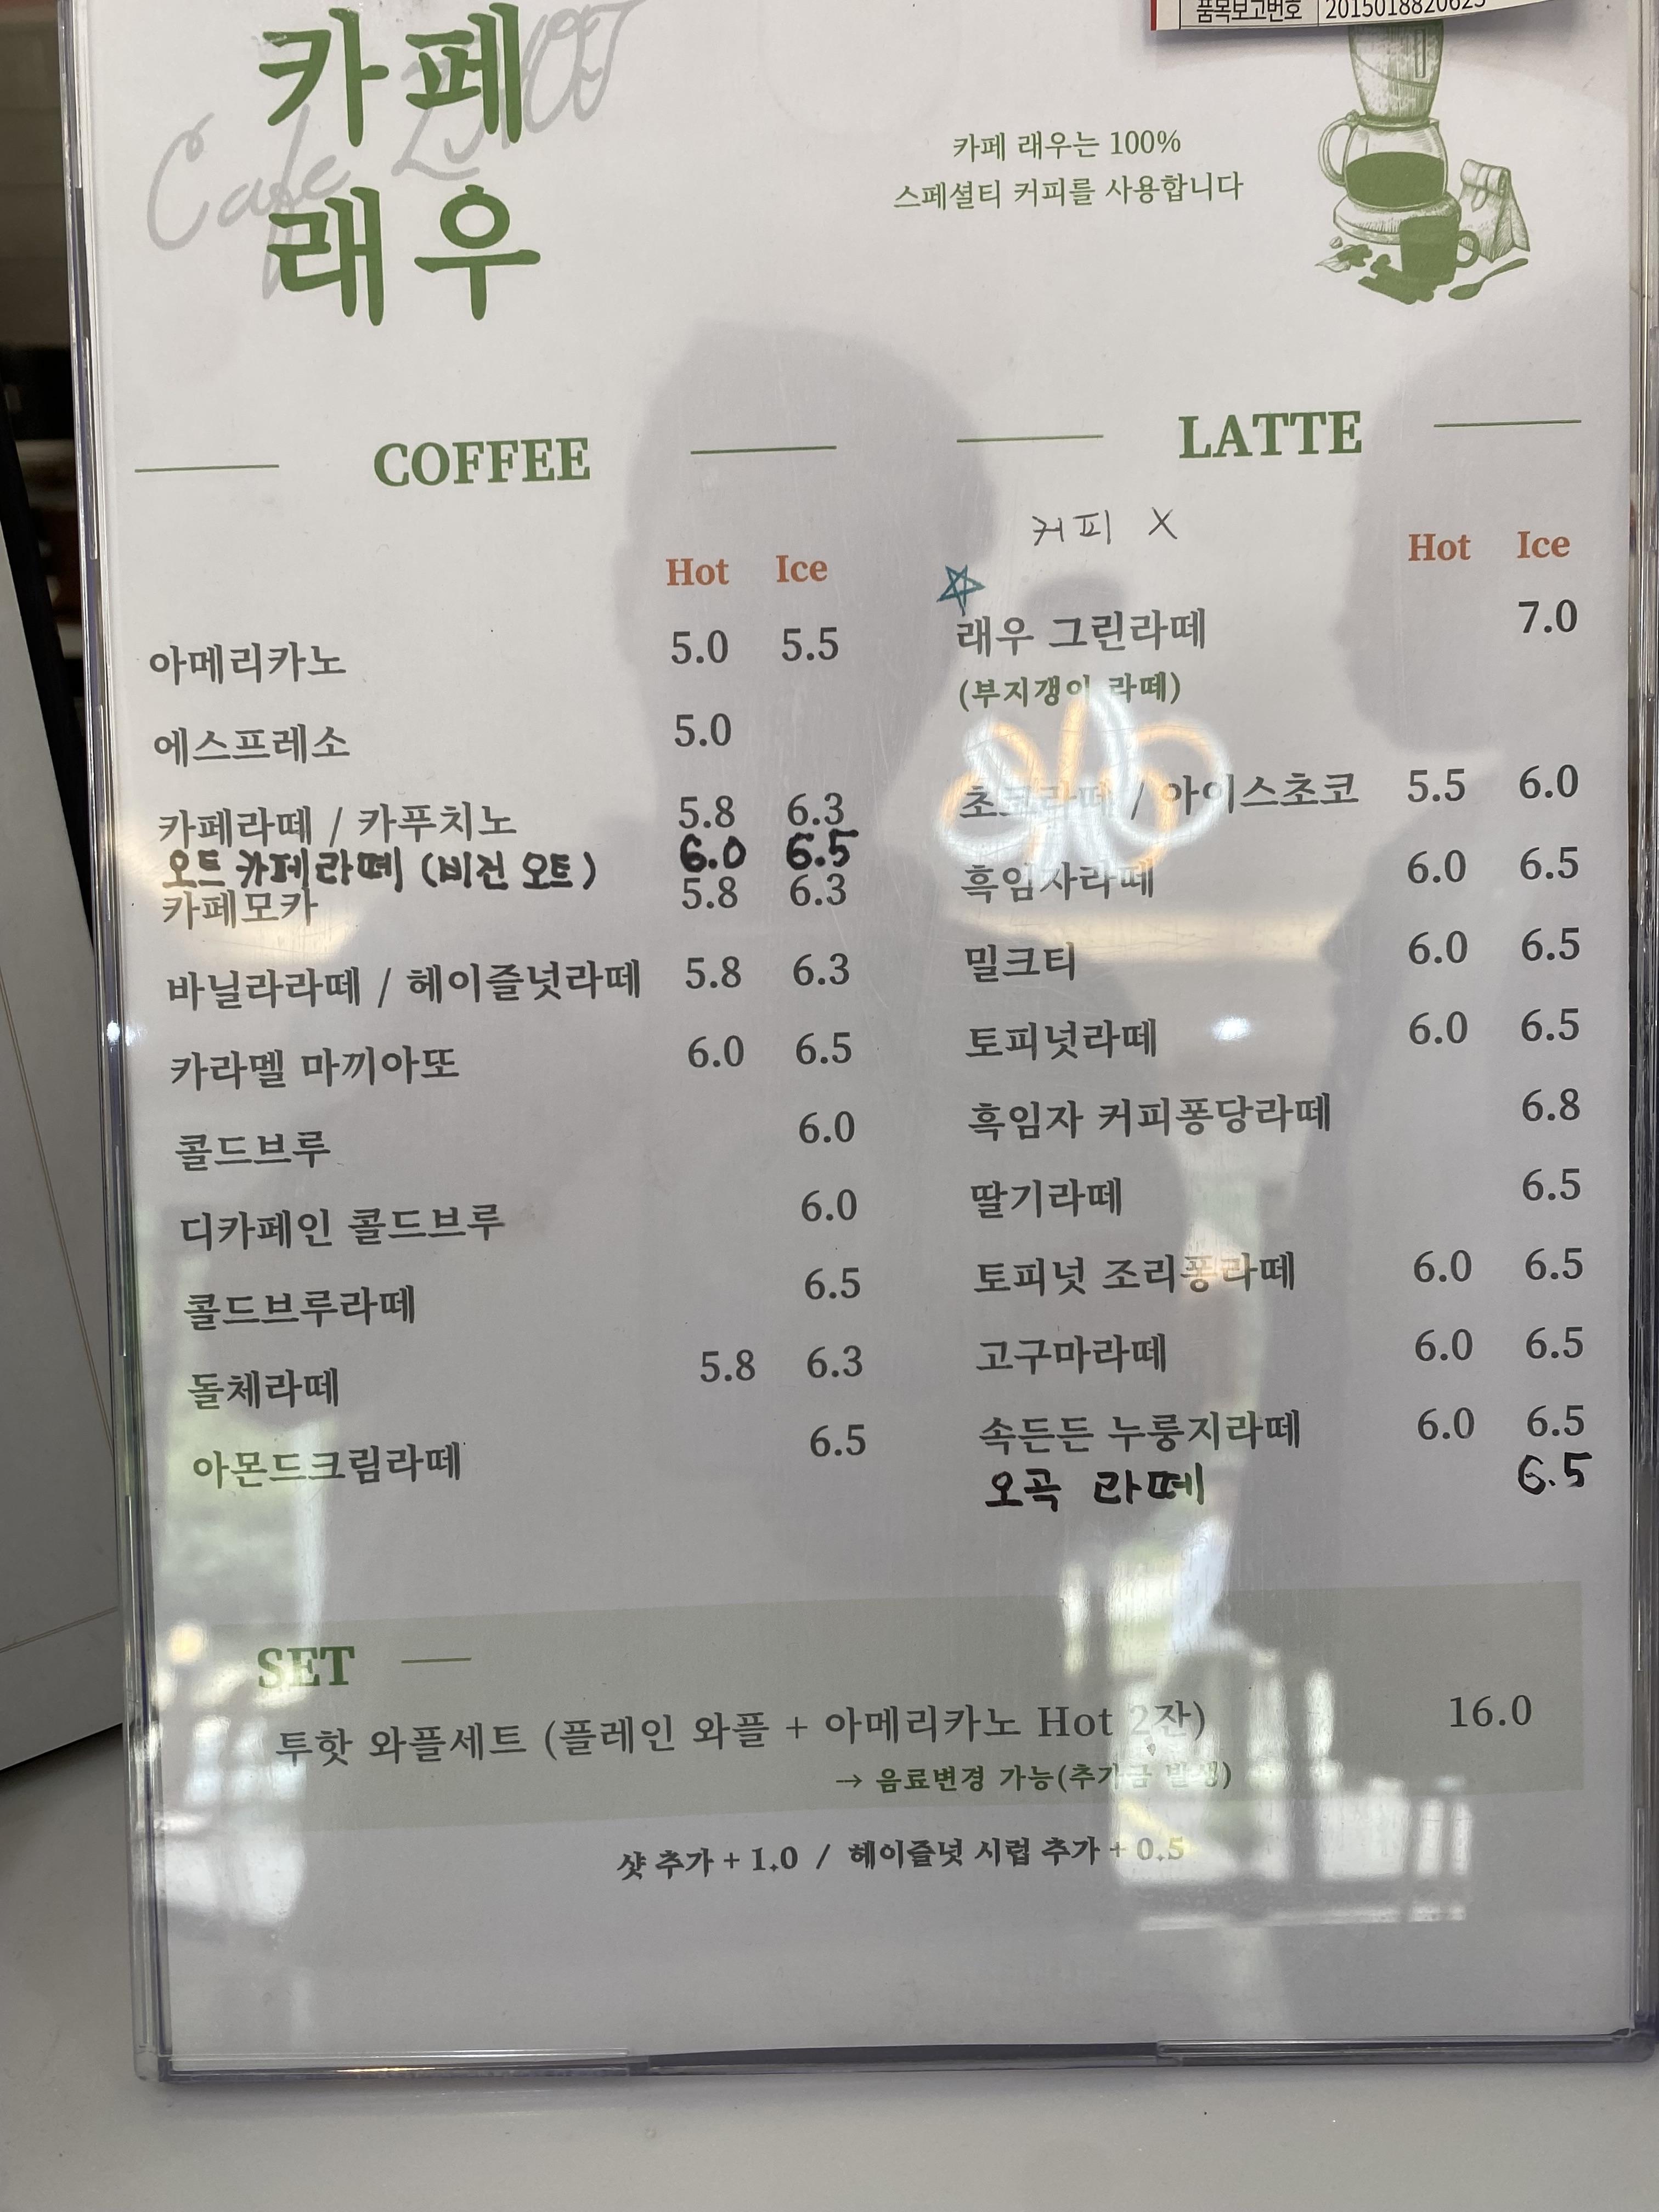 품목보고번호 2015018820623
카페
래우
카페 래우는 100%
스페셜티 커피를 사용합니다
COFFEE
Hot Ice
아메리카노 5.0 5.5
에스프레소 5.0
카페라떼 / 카푸치노 5.8 6.3
오트 카페라떼 (비건 오트) 6.0 6.5
카페모카 5.8 6.3
바닐라라떼 / 헤이즐넛라떼 5.8 6.3
카라멜 마끼아또 6.0 6.5
콜드브루 6.0
디카페인 콜드브루 6.0
콜드브루라떼 6.5
돌체라떼 5.8 6.3
아몬드크림라떼 6.5
LATTE
커피 X
Hot Ice
래우 그린라떼 7.0
(부지갱이 라떼)
초코라떼 / 아이스초코 5.5 6.0
흑임자라떼 6.0 6.5
밀크티 6.0 6.5
토피넛라떼 6.0 6.5
흑임자 커피퐁당라떼 6.8
딸기라떼 6.5
토피넛 조리퐁라떼 6.0 6.5
고구마라떼 6.0 6.5
속든든 누룽지라떼 6.0 6.5
오곡 라떼 6.5
SET
투핫 와플세트 (플레인 와플 + 아메리카노 Hot 2잔) 16.0
→ 음료변경 가능(추가금 발생)
샷 추가 + 1.0 / 헤이즐넛 시럽 추가 + 0.5